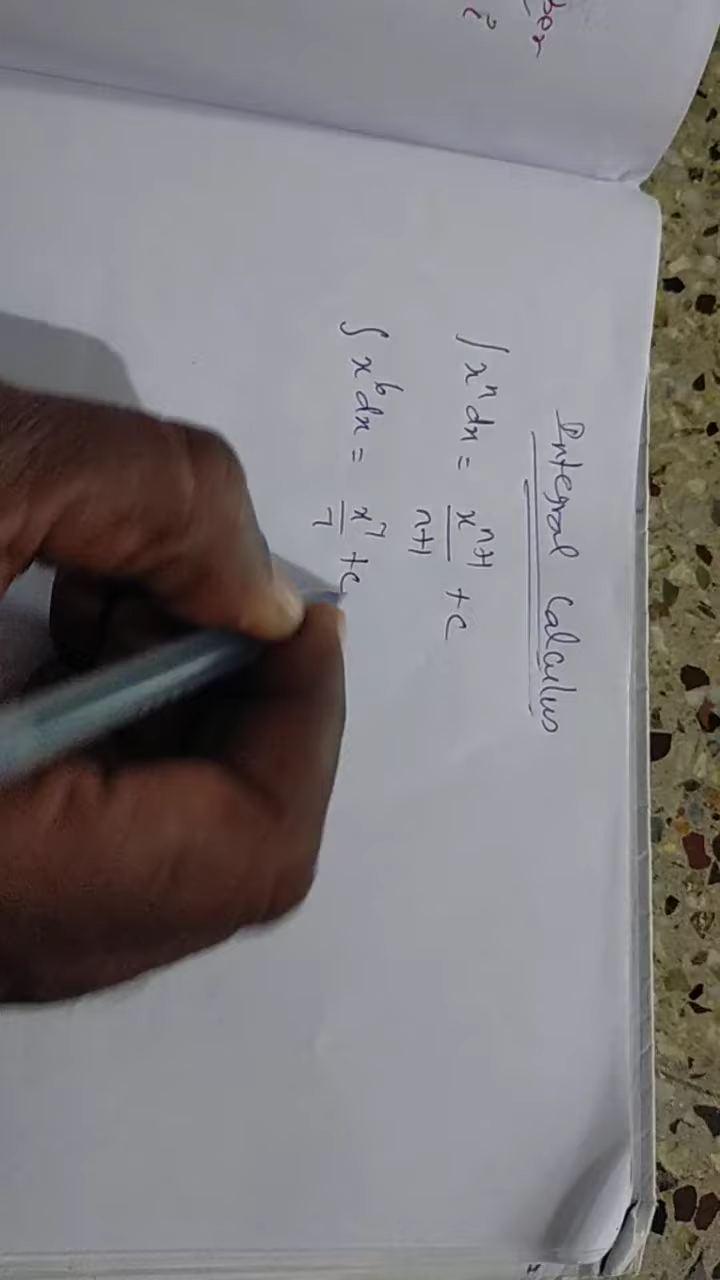 Integral Calculus
∫xⁿ dx = xⁿ⁺¹/n+1 + c
∫x⁶ dx = x⁷/7 + c